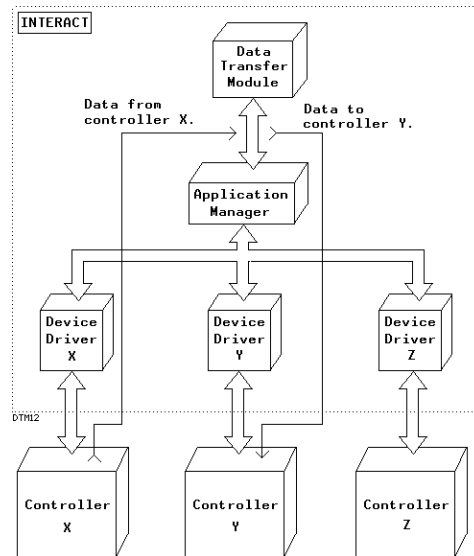 INTERACT
Data
Transfer
Module
Data from
controller X.
Data to
controller Y.
Application
Manager
Device
Driver
X
Device
Driver
Y
Device
Driver
Z
DTM12
Controller
X
Controller
Y
Controller
Z